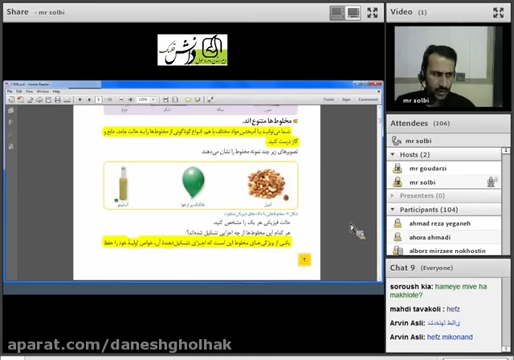 Share - mr solbi
Video (1)
دانش
mr solbi
Attendees (106)
mr solbi
Hosts (2)
mr goudarzi
mr solbi
Presenters (0)
Participants (104)
ahmad reza yeganeh
ahora ahmadi
alborz mirzaee nokhostin
Chat 9 (Everyone)
soroush kia: hameye mive ha makhlote?
mahdi tavakoli : hefz
Arvin Asli:
Arvin Asli: hefz mikonand
مخلوط‌ها متنوع‌اند.
شما می‌توانید با آمیختن مواد مختلف با هم، انواع گوناگونی از مخلوط‌ها را به حالت جامد، مایع و
گاز درست کنید.
تصویرهای زیر چند نمونه مخلوط را نشان می‌دهند.
آجیل
بادکنک پر از هوا
آب‌لیمو
حالت فیزیکی هر یک را مشخص کنید.
هر کدام این مخلوط‌ها از چه اجزایی تشکیل شده‌اند؟
یکی از ویژگی‌های مخلوط این است که اجزای تشکیل‌دهندهٔ آن، خواص اولیهٔ خود را حفظ
۲
aparat.com/daneshgholhak